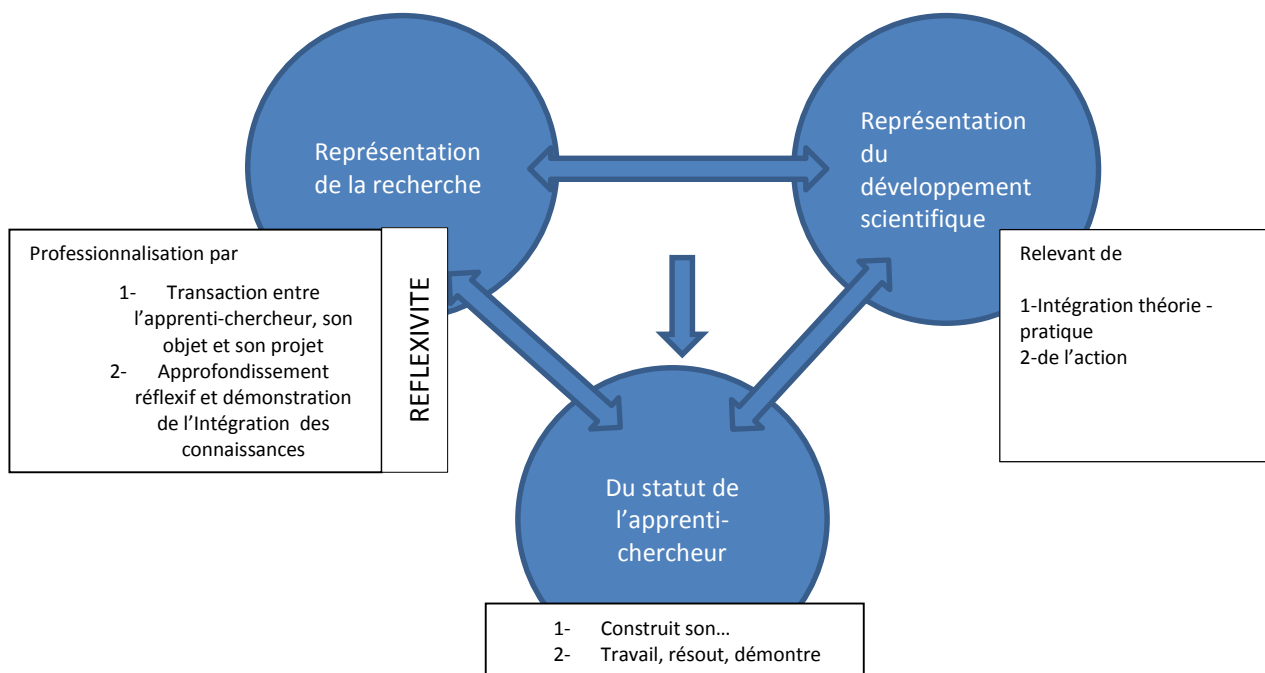 Représentation
de la recherche
Représentation
du
développement
scientifique
Professionnalisation par
1- Transaction entre
l’apprenti-chercheur, son
objet et son projet
2- Approfondissement
réflexif et démonstration
de l’Intégration des
connaissances
REFLEXIVITE
Relevant de
1-Intégration théorie -
pratique
2-de l’action
Du statut de
l’apprenti-
chercheur
1- Construit son…
2- Travail, résout, démontre